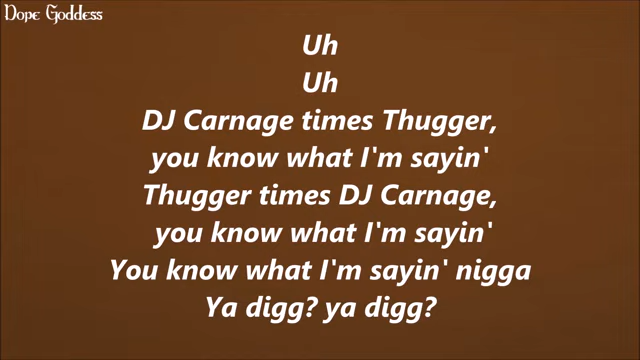 Dope Goddess
Uh
Uh
DJ Carnage times Thugger,
you know what I'm sayin'
Thugger times DJ Carnage,
you know what I'm sayin'
You know what I'm sayin' nigga
Ya digg? ya digg?